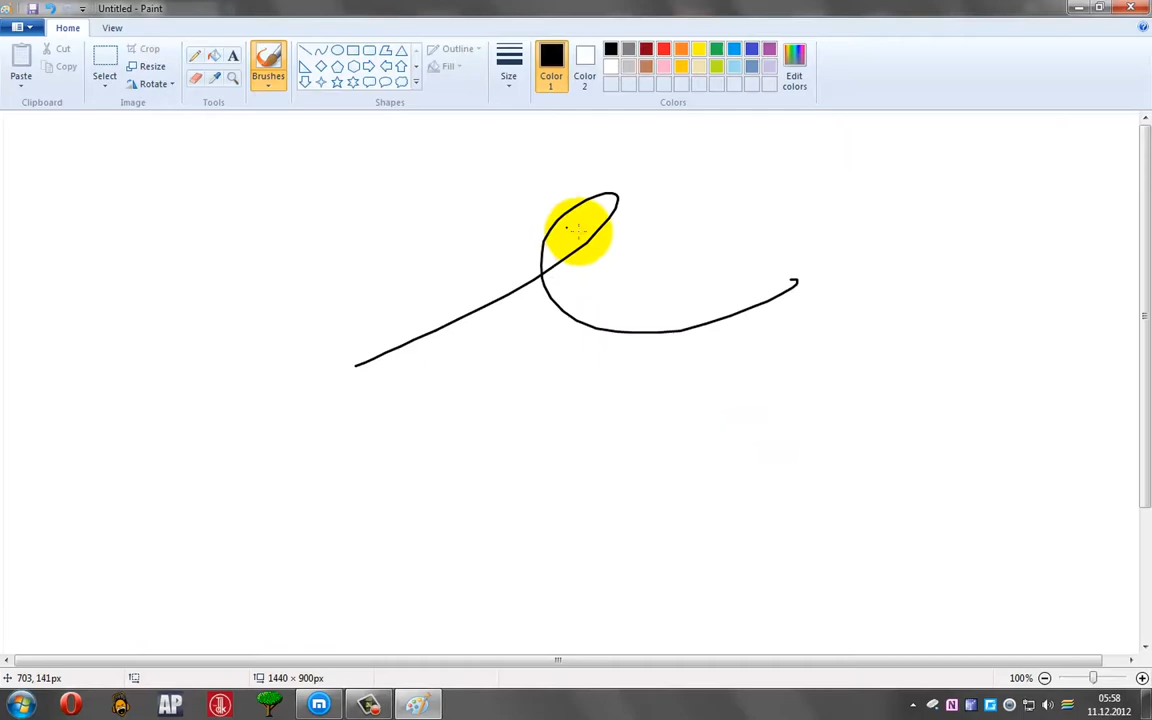 Untitled - Paint
Home View
Paste
Cut
Copy
Clipboard
Select
Crop
Resize
Rotate
Image
A
Tools
Brushes
Outline
Fill
Shapes
Size
Color 1
Color 2
Edit colors
Colors
e
703, 141px
1440 × 900px
100%
AP
N
05:58
11.12.2012